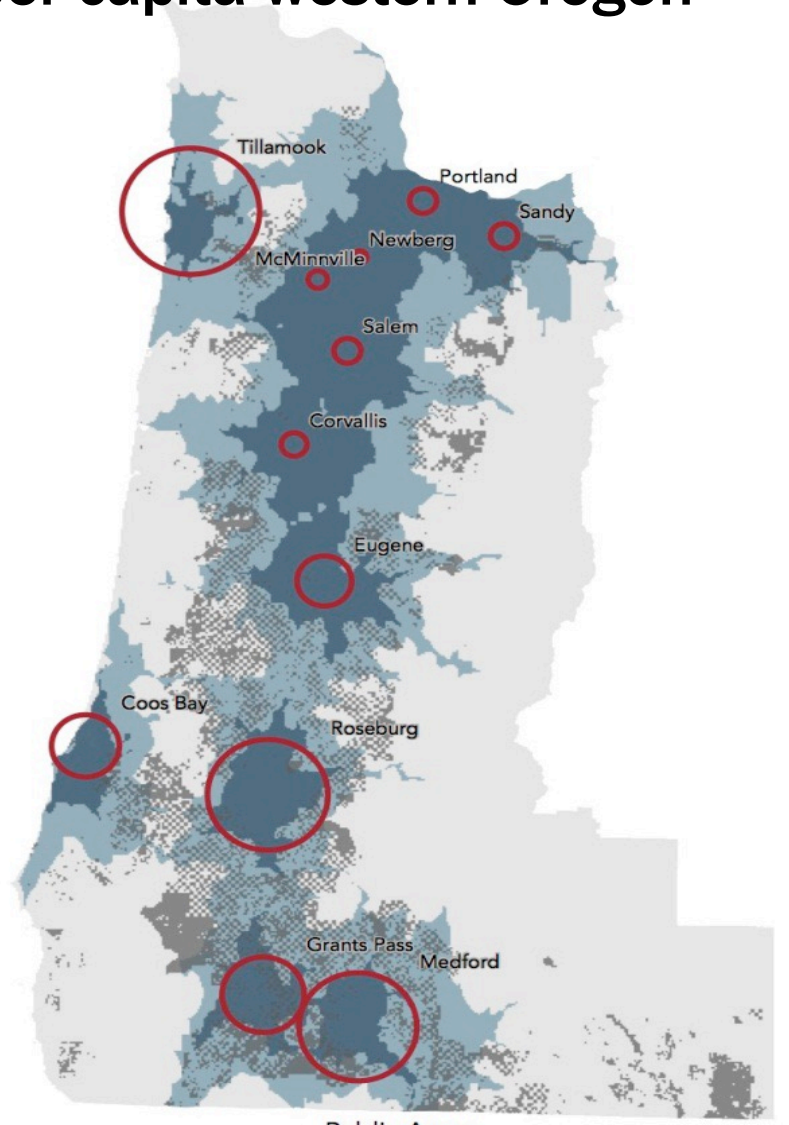 per capita western Oregon
Tillamook
Portland
Sandy
Newberg
McMinnville
Salem
Corvallis
Eugene
Coos Bay
Roseburg
Grants Pass
Medford